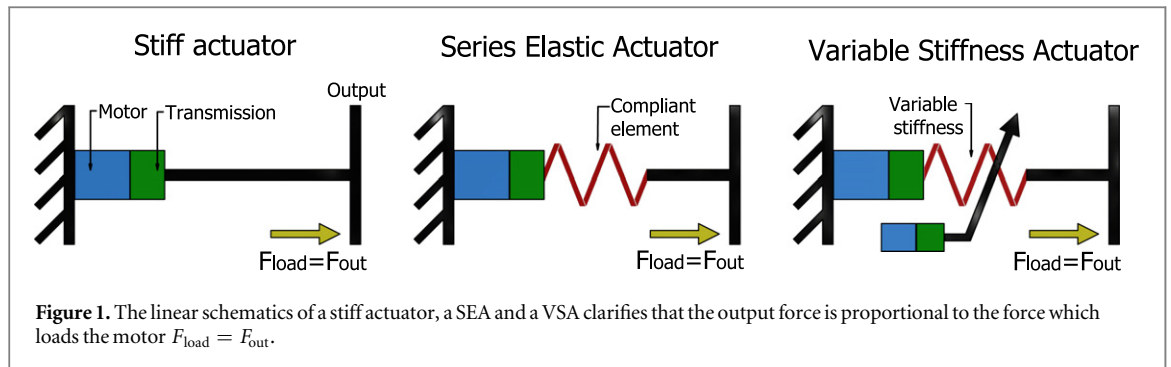 Stiff actuator
Series Elastic Actuator
Variable Stiffness Actuator
Output
Motor
Transmission
Compliant
element
Variable
stiffness
Fload=Fout
Fload=Fout
Fload=Fout
Figure 1. The linear schematics of a stiff actuator, a SEA and a VSA clarifies that the output force is proportional to the force which
loads the motor Fload = Fout.